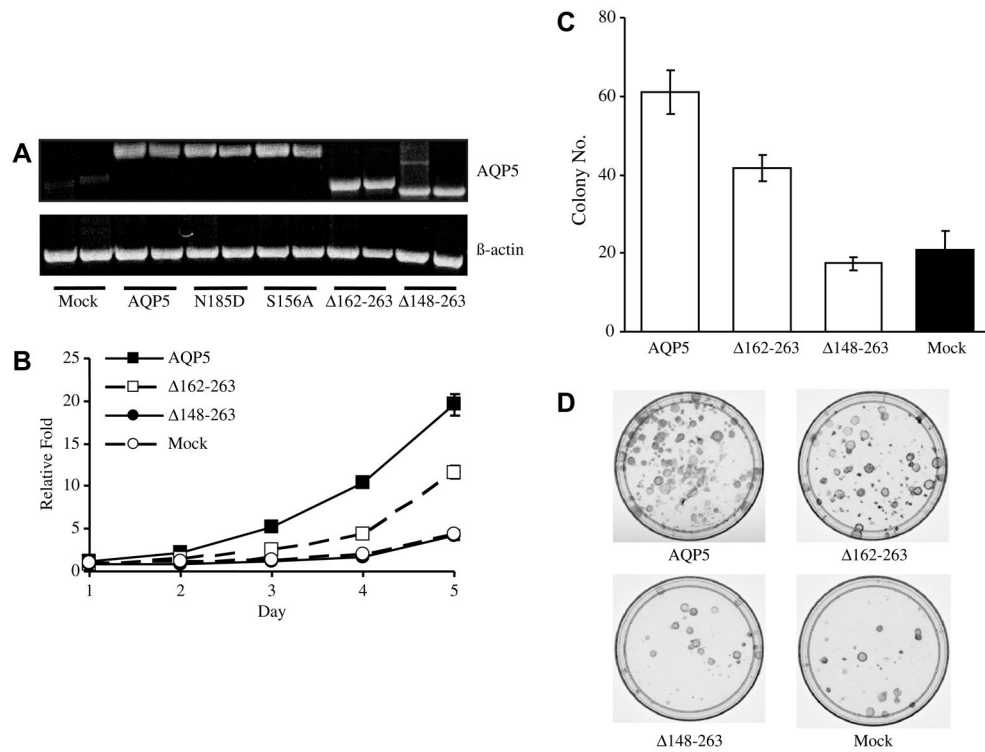 A
AQP5
ß-actin
Mock AQP5 N185D S156A Δ162-263 Δ148-263
B
AQP5
Δ162-263
Δ148-263
Mock
Relative Fold
25
20
15
10
5
0
1 2 3 4 5
Day
C
Colony No.
80
60
40
20
0
AQP5 Δ162-263 Δ148-263 Mock
D
AQP5 Δ162-263
Δ148-263 Mock